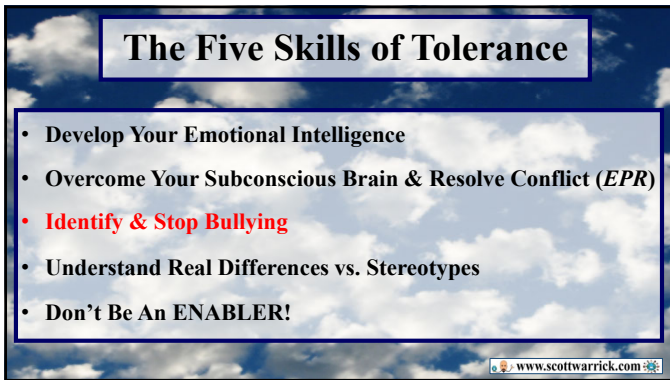 The Five Skills of Tolerance
• Develop Your Emotional Intelligence
• Overcome Your Subconscious Brain & Resolve Conflict (EPR)
• Identify & Stop Bullying
• Understand Real Differences vs. Stereotypes
• Don’t Be An ENABLER!
www.scottwarrick.com